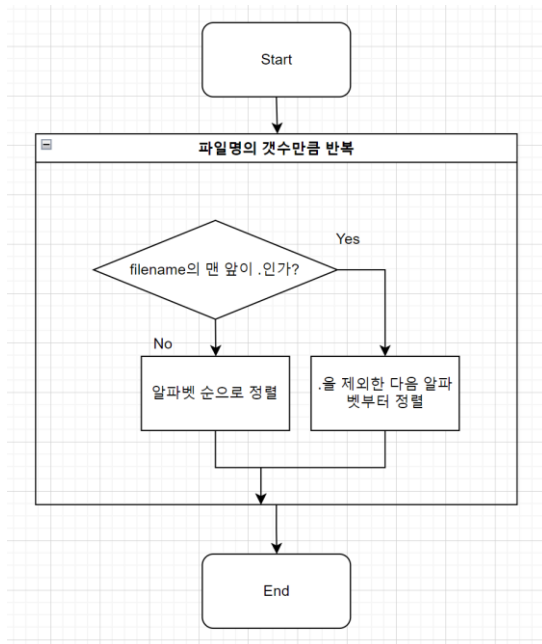 Start
파일명의 갯수만큼 반복
Yes
filename의 맨 앞이 .인가?
No
알파벳 순으로 정렬
.을 제외한 다음 알파
벳부터 정렬
End